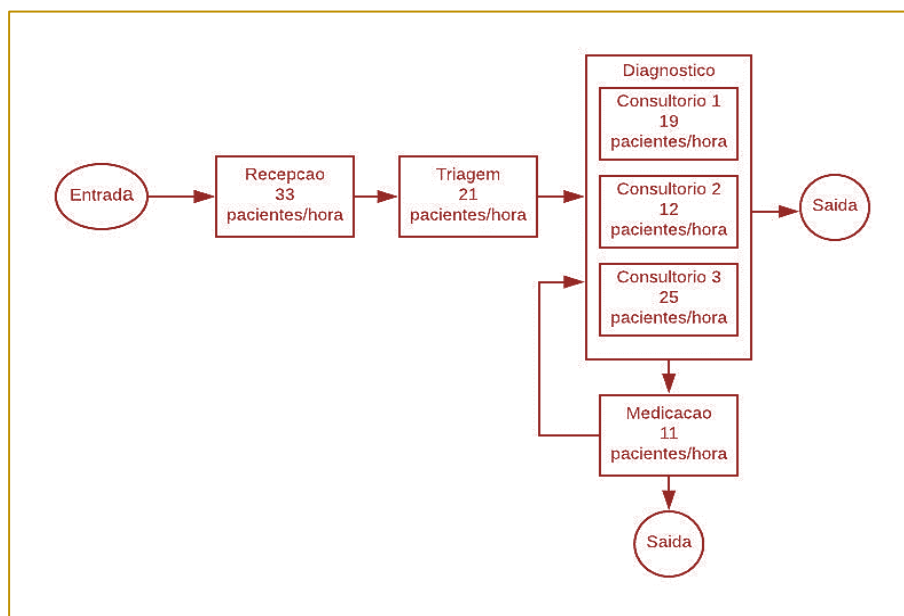 Entrada
Recepcao
33
pacientes/hora
Triagem
21
pacientes/hora
Diagnostico
Consultorio 1
19
pacientes/hora
Consultorio 2
12
pacientes/hora
Consultorio 3
25
pacientes/hora
Saida
Medicacao
11
pacientes/hora
Saida